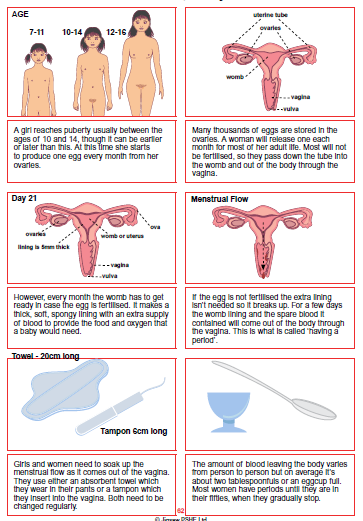 AGE
7-11
10-14
12-16
A girl reaches puberty usually between the
ages of 10 and 14, though it can be earlier
or later than this. At this time she starts
to produce one egg every month from her
ovaries.
uterine tube
ovaries
womb
vagina
vulva
Many thousands of eggs are stored in the
ovaries. A woman will release one each
month for most of her adult life. Most will not
be fertilised, so they pass down the tube into
the womb and out of the body through the
vagina.
Day 21
ovaries
womb or uterus
ova
lining is 5mm thick
vagina
vulva
However, every month the womb has to get
ready in case the egg is fertilised. It makes a
thick, soft, spongy lining with an extra supply
of blood to provide the food and oxygen that
a baby would need.
Menstrual Flow
If the egg is not fertilised the extra lining
isn't needed so it breaks up. For a few days
the womb lining and the spare blood it
contained will come out of the body through
the vagina. This is what is called 'having a
period'.
Towel - 20cm long
Tampon 6cm long
Girls and women need to soak up the
menstrual flow as it comes out of the vagina.
They use either an absorbent towel which
they wear in their pants or a tampon which
they insert into the vagina. Both need to be
changed regularly.
The amount of blood leaving the body varies
from person to person but on average it's
about two tablespoonfuls or an eggcup full.
Most women have periods until they are in
their fifties, when they gradually stop.
62
© Jigsaw PSHE Ltd